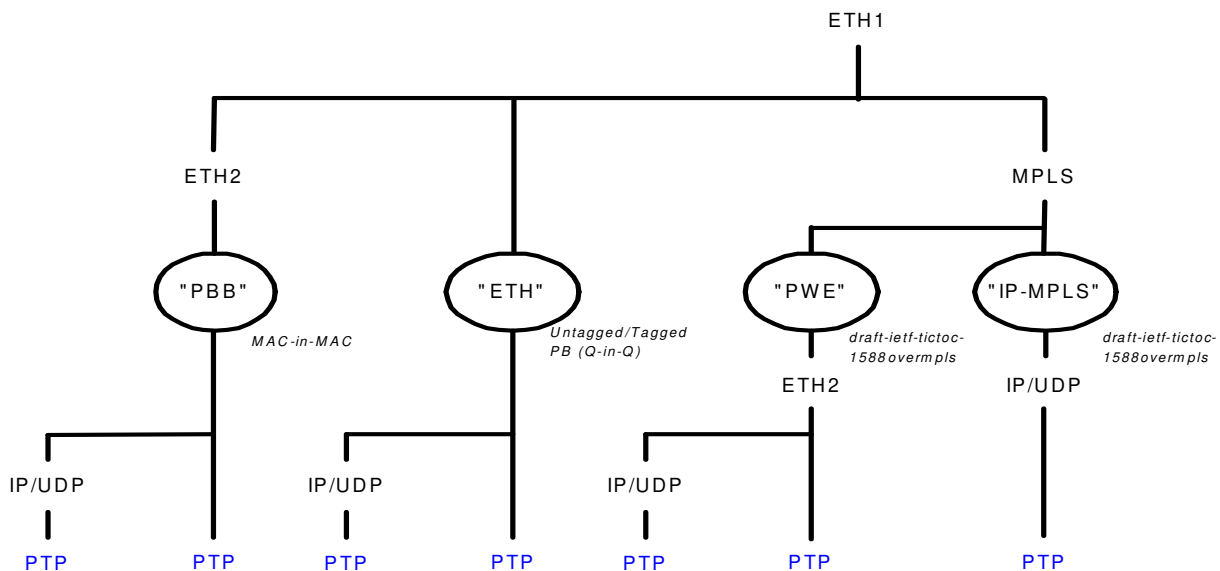 ETH1
ETH2
MPLS
"PBB"
"ETH"
"PWE"
"IP-MPLS"
MAC-in-MAC
Untagged/Tagged
PB (Q-in-Q)
draft-ietf-tictoc-
1588overmpls
draft-ietf-tictoc-
1588overmpls
ETH2
IP/UDP
IP/UDP
IP/UDP
IP/UDP
PTP
PTP
PTP
PTP
PTP
PTP
PTP